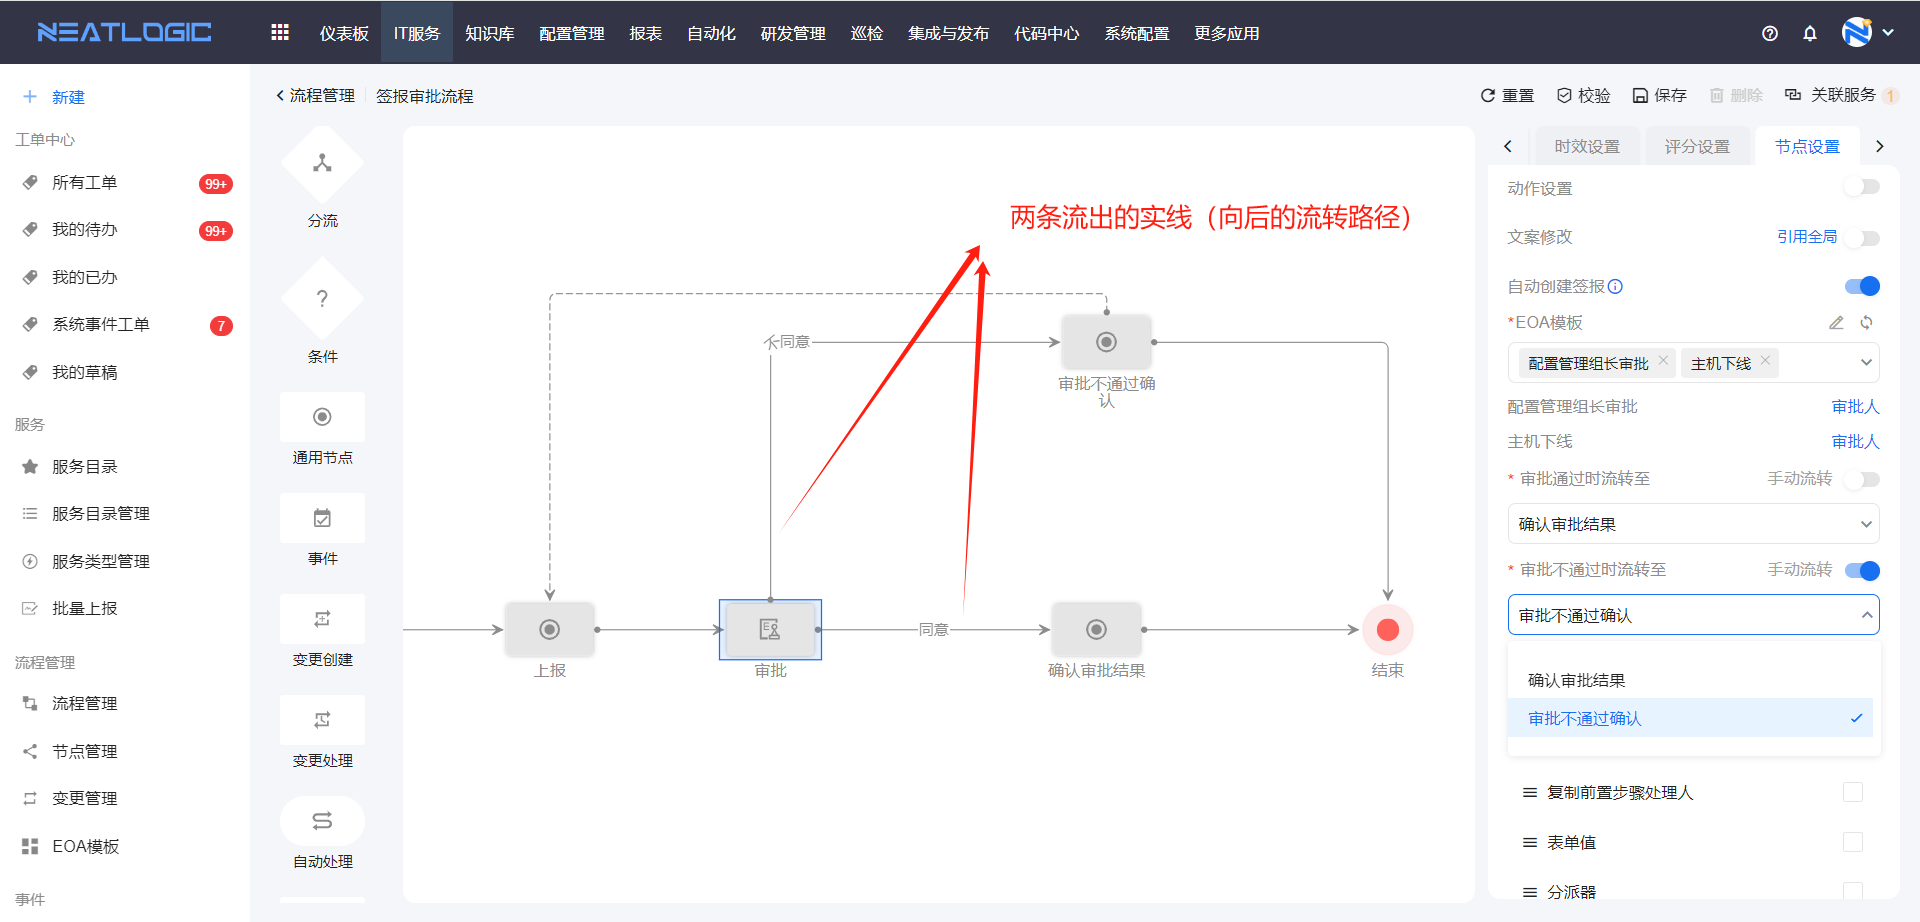 NEATLOGIC
仪表板 IT服务 知识库 配置管理 报表 自动化 研发管理 巡检 集成与发布 代码中心 系统配置 更多应用
新建
工单中心
所有工单 99+
我的待办 99+
我的已办
系统事件工单 7
我的草稿
服务
服务目录
服务目录管理
服务类型管理
批量上报
流程管理
流程管理
节点管理
变更管理
EOA模板
事件
流程管理 签报审批流程
重置 校验 保存 删除 关联服务 1
分流
条件
通用节点
事件
变更创建
变更处理
自动处理
两条流出的实线（向后的流转路径）
不同意
审批不通过确
认
同意
上报
审批
确认审批结果
结束
时效设置 评分设置 节点设置
动作设置
文案修改 引用全局
自动创建签报
*EOA模板
配置管理组长审批 × 主机下线 ×
配置管理组长审批 审批人
主机下线 审批人
* 审批通过时流转至 手动流转
确认审批结果
* 审批不通过时流转至 手动流转
审批不通过确认
确认审批结果
审批不通过确认
复制前置步骤处理人
表单值
分派器